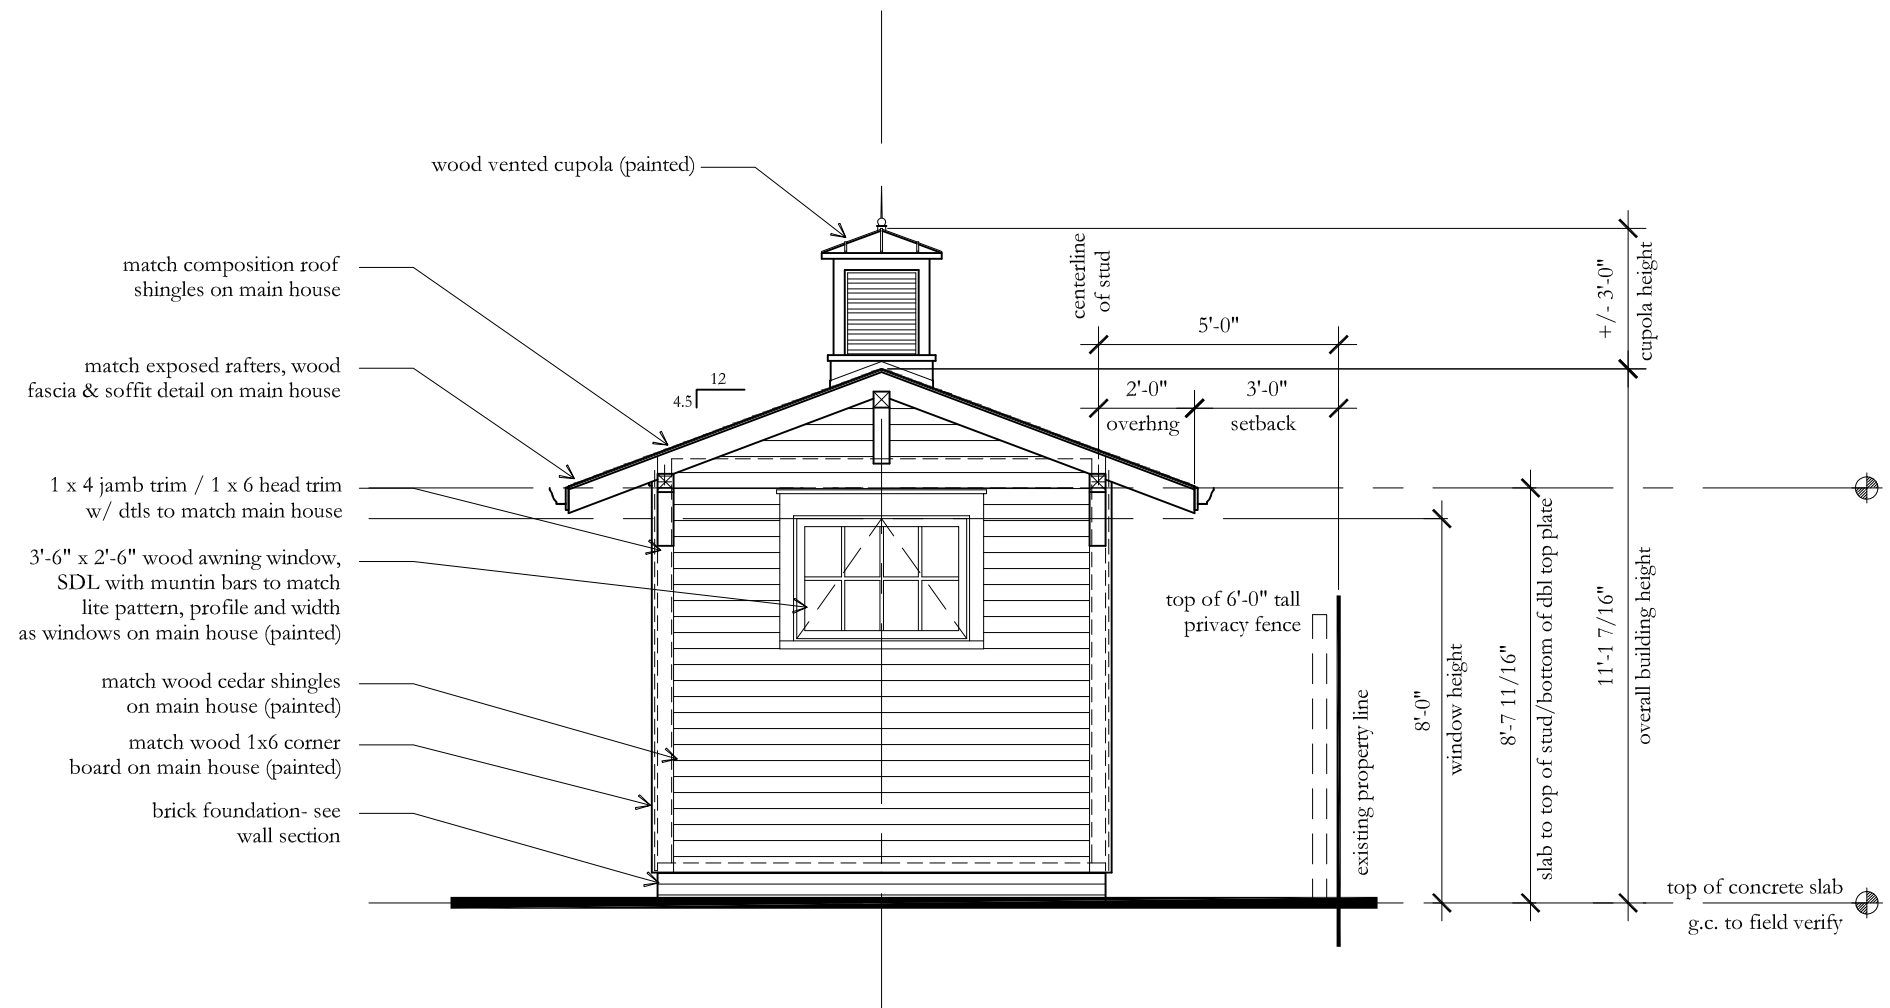 wood vented cupola (painted)
match composition roof
shingles on main house
match exposed rafters, wood
fascia & soffit detail on main house
1 x 4 jamb trim / 1 x 6 head trim
w/ dtls to match main house
3'-6" x 2'-6" wood awning window,
SDL with muntin bars to match
lite pattern, profile and width
as windows on main house (painted)
match wood cedar shingles
on main house (painted)
match wood 1x6 corner
board on main house (painted)
brick foundation- see
wall section
12
4.5
centerline
of stud
5'-0"
2'-0"
overhng
3'-0"
setback
+/- 3'-0"
cupola height
top of 6'-0" tall
privacy fence
existing property line
8'-0"
window height
8'-7 11/16"
slab to top of stud/bottom of dbl top plate
11'-1 7/16"
overall building height
top of concrete slab
g.c. to field verify